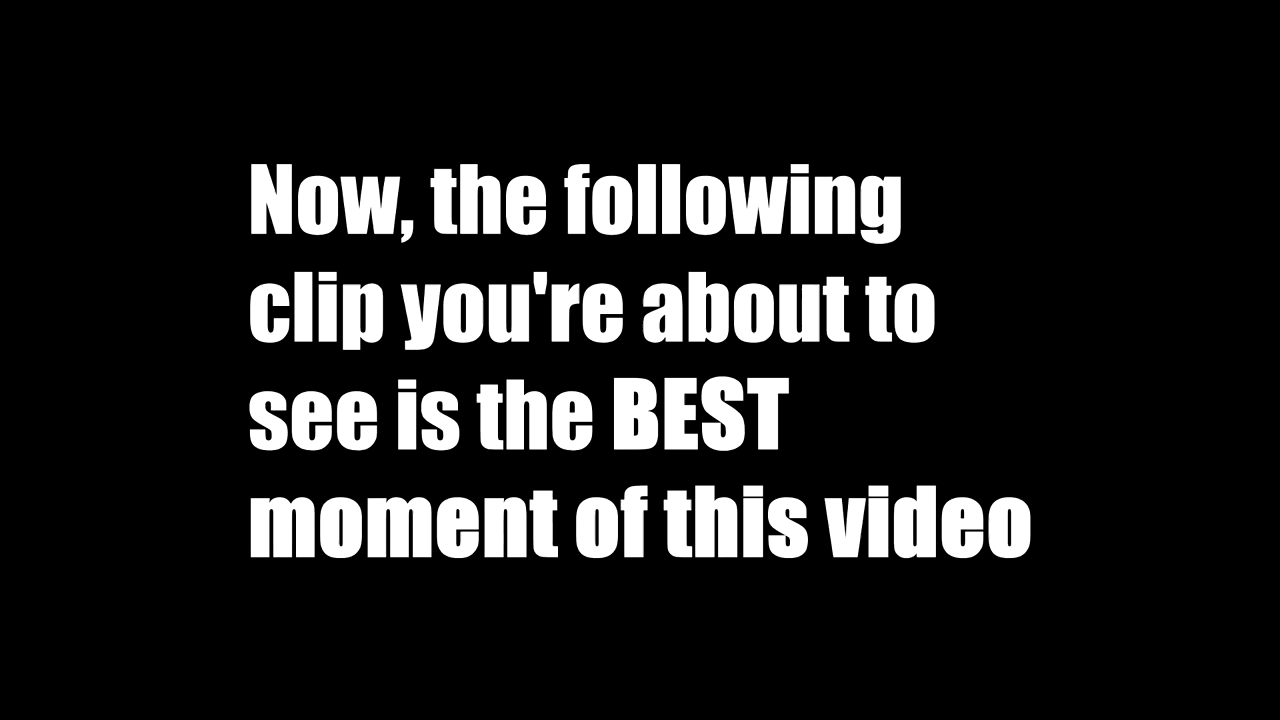 Now, the following
clip you're about to
see is the BEST
moment of this video